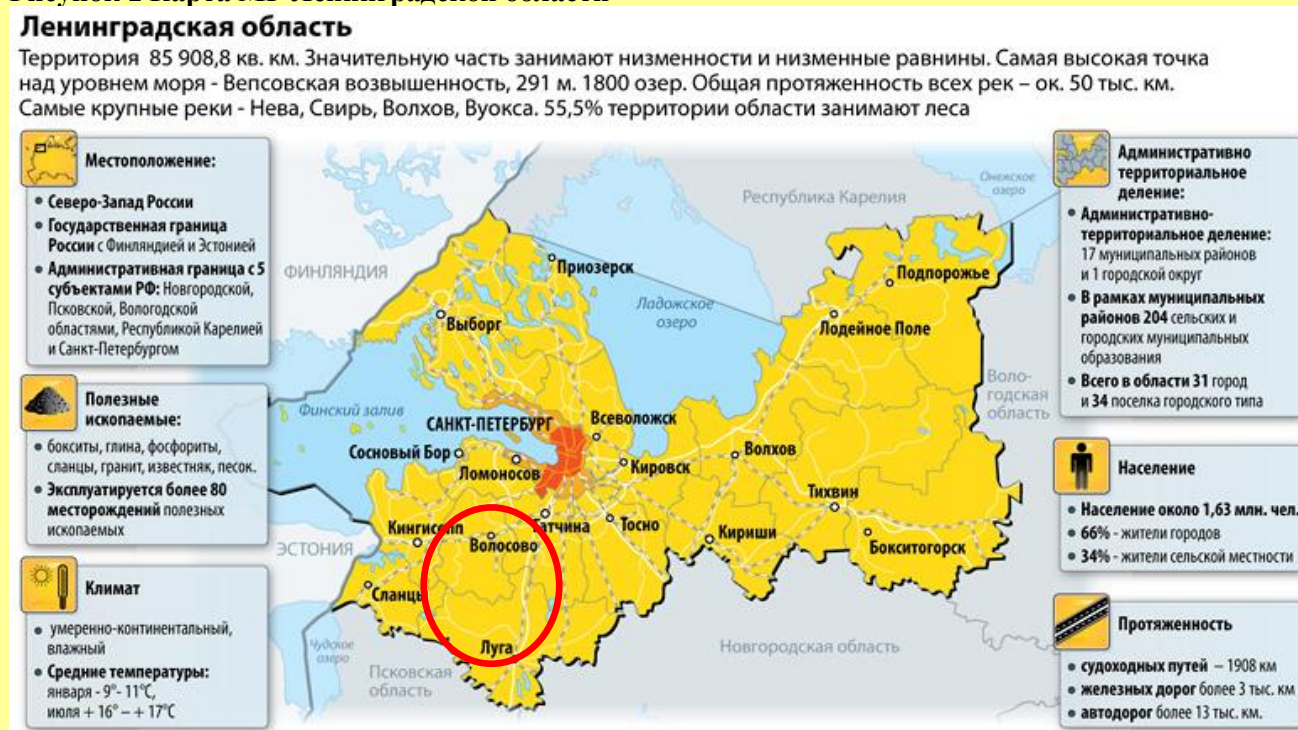 Рисунок 1 Карта МР Ленинградской области
Ленинградская область
Территория 85 908,8 кв. км. Значительную часть занимают низменности и низменные равнины. Самая высокая точка
над уровнем моря - Вепсовская возвышенность, 291 м. 1800 озер. Общая протяженность всех рек – ок. 50 тыс. км.
Самые крупные реки - Нева, Свирь, Волхов, Вуокса. 55,5% территории области занимают леса
Местоположение:
• Северо-Запад России
• Государственная граница
России с Финляндией и Эстонией
• Административная граница с 5
субъектами РФ: Новгородской,
Псковской, Вологодской
областями, Республикой Карелией
и Санкт-Петербургом
Полезные
ископаемые:
• бокситы, глина, фосфориты,
сланцы, гранит, известняк, песок.
• Эксплуатируется более 80
месторождений полезных
ископаемых
Климат
• умеренно-континентальный,
влажный
• Средние температуры:
января - 9°- 11°С,
июля + 16° – + 17°С
Онежское
озеро
Республика Карелия
ФИНЛЯНДИЯ
Приозерск
Подпорожье
Ладожское
озеро
Выборг
Лодейное Поле
Воло-
годская
область
Финский залив
САНКТ-ПЕТЕРБУРГ
Всеволожск
Сосновый Бор
Ломоносов
Кировск
Волхов
Тихвин
Кингисепп
Гатчина
Тосно
Волосово
Кириши
Бокситогорск
ЭСТОНИЯ
Сланцы
Чудское
озеро
Луга
Псковская
область
Новгородская область
Административно
территориальное
деление:
• Административно-
территориальное деление:
17 муниципальных районов
и 1 городской округ
• В рамках муниципальных
районов 204 сельских и
городских муниципальных
образования
• Всего в области 31 город
и 34 поселка городского типа
Население
• Население около 1,63 млн. чел.
• 66% - жители городов
• 34% - жители сельской местности
Протяженность
• судоходных путей – 1908 км
• железных дорог более 3 тыс. км
• автодорог более 13 тыс. км.